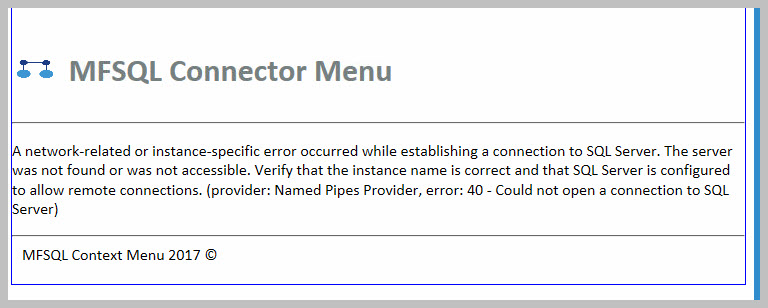 MFSQL Connector Menu
A network-related or instance-specific error occurred while establishing a connection to SQL Server. The server
was not found or was not accessible. Verify that the instance name is correct and that SQL Server is configured
to allow remote connections. (provider: Named Pipes Provider, error: 40 - Could not open a connection to SQL
Server)
MFSQL Context Menu 2017 ©